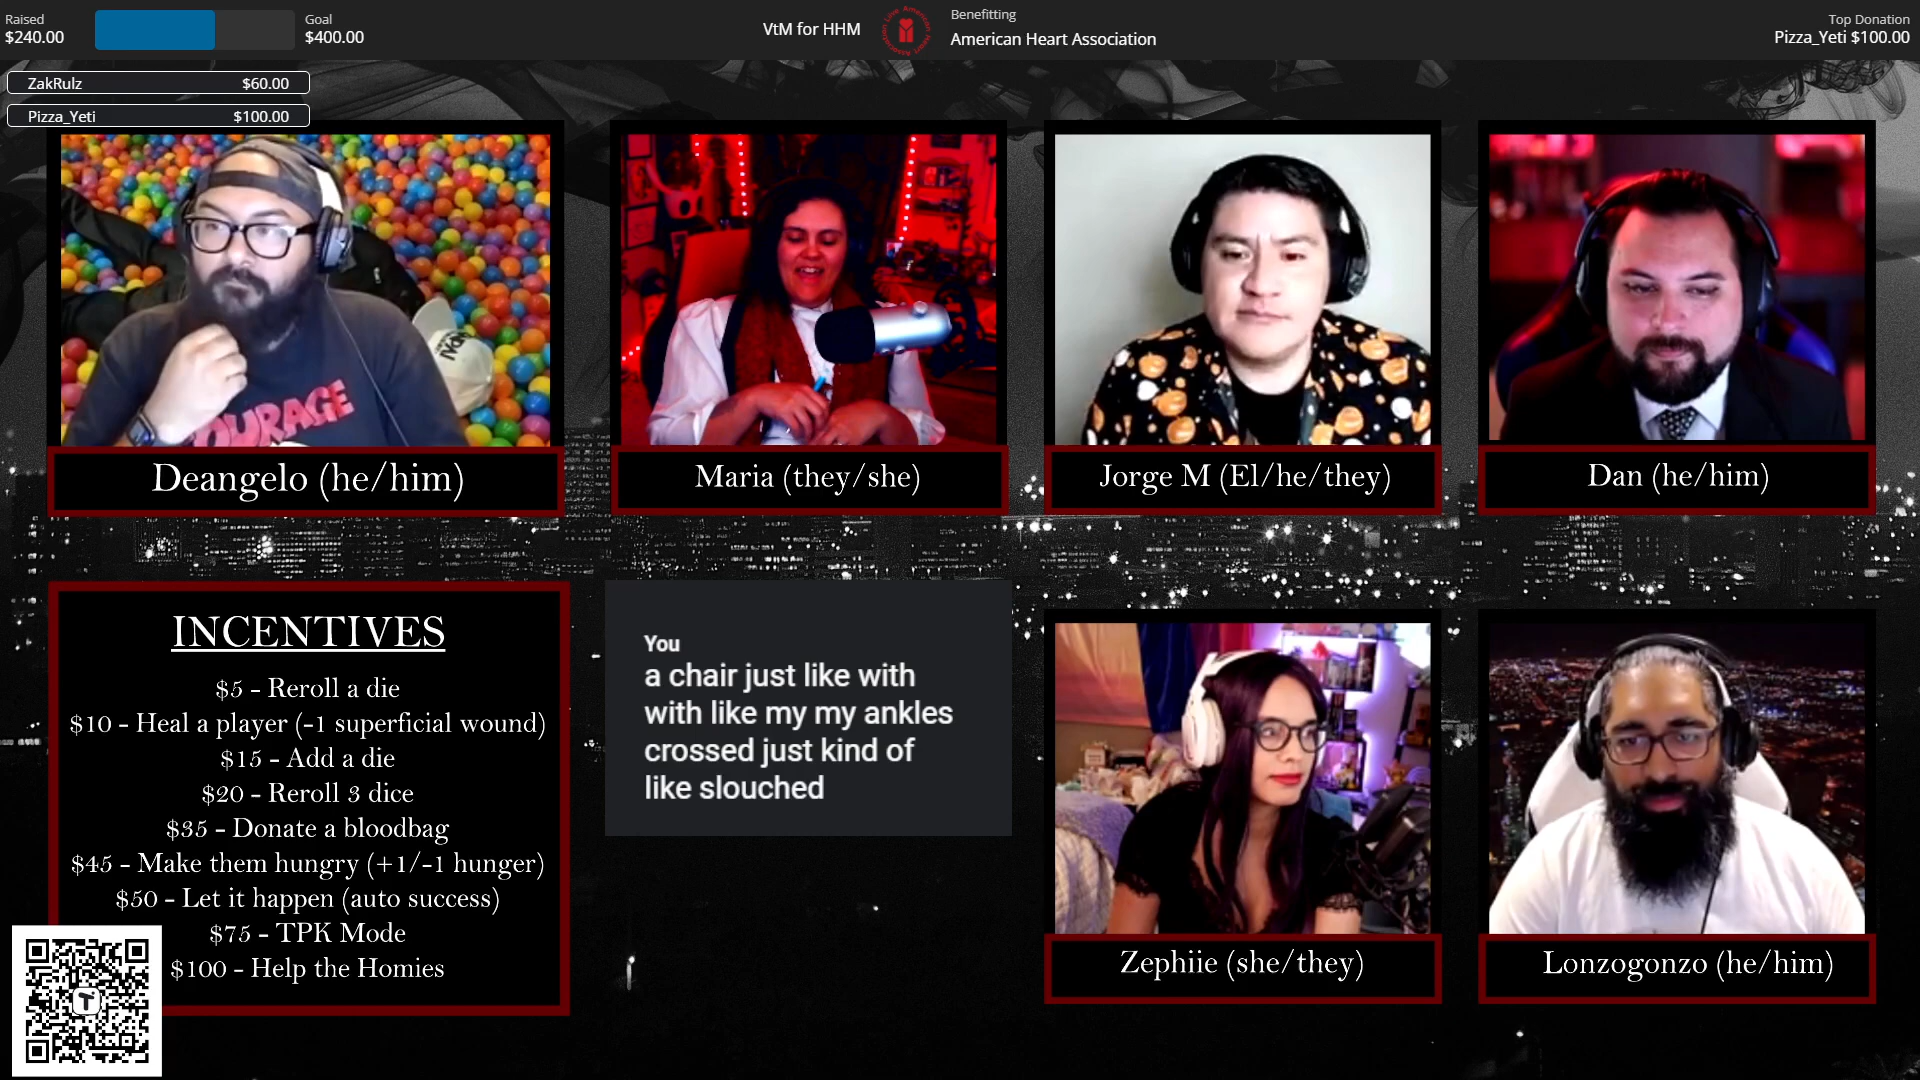 Raised
$240.00
Goal
$400.00
VtM for HHM
Benefitting
American Heart Association
Top Donation
Pizza_Yeti $100.00
ZakRulz $60.00
Pizza_Yeti $100.00
OURAGE
Deangelo (he/him)
Maria (they/she)
Jorge M (El/he/they)
Dan (he/him)
INCENTIVES
$5 - Reroll a die
$10 - Heal a player (-1 superficial wound)
$15 - Add a die
$20 - Reroll 3 dice
$35 - Donate a bloodbag
$45 - Make them hungry (+1/-1 hunger)
$50 - Let it happen (auto success)
$75 - TPK Mode
$100 - Help the Homies
You
a chair just like with
with like my my ankles
crossed just kind of
like slouched
Zephiie (she/they)
Lonzogonzo (he/him)